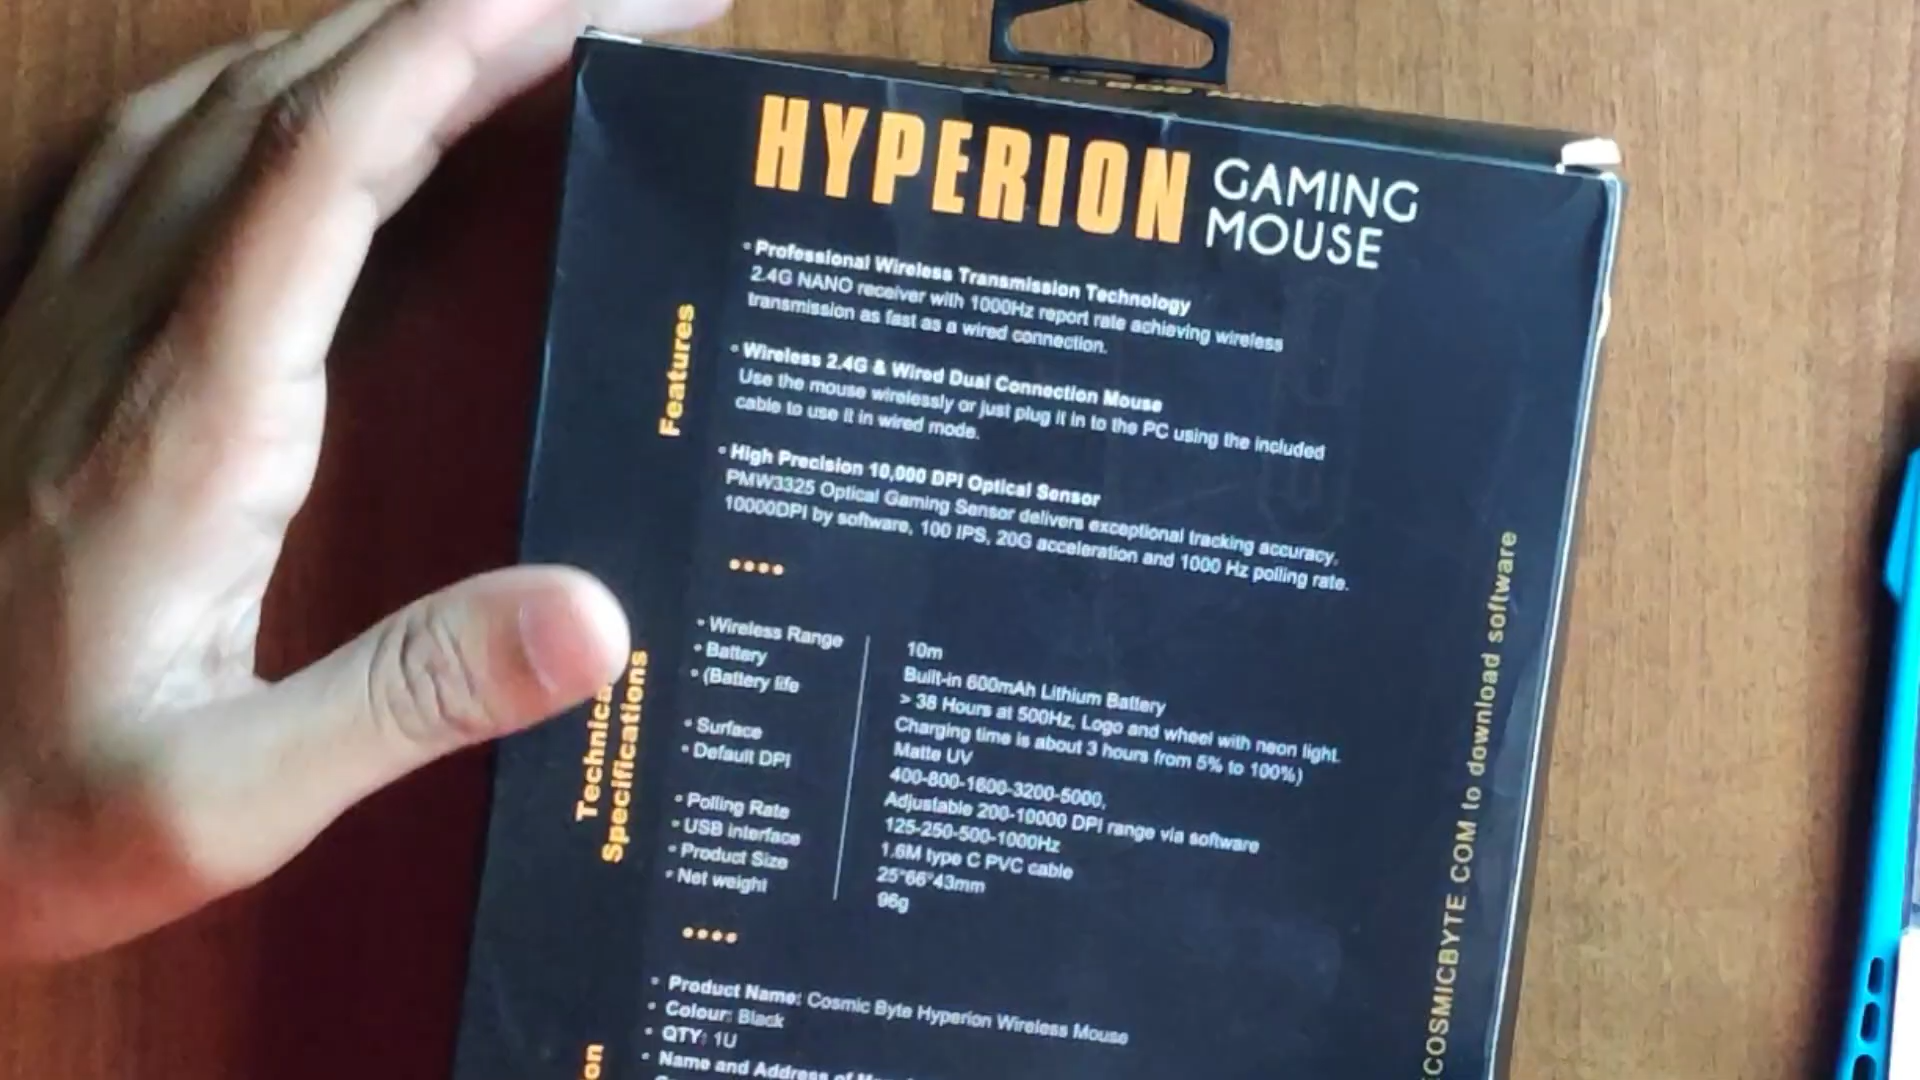 HYPERION GAMING MOUSE
Features
• Professional Wireless Transmission Technology
2.4G NANO receiver with 1000Hz report rate achieving wireless
transmission as fast as a wired connection.
• Wireless 2.4G & Wired Dual Connection Mouse
Use the mouse wirelessly or just plug it in to the PC using the included
cable to use it in wired mode.
• High Precision 10,000 DPI Optical Sensor
PMW3325 Optical Gaming Sensor delivers exceptional tracking accuracy,
10000DPI by software, 100 IPS, 20G acceleration and 1000 Hz polling rate.
Technica
Specifications
• Wireless Range 10m
• Battery Built-in 600mAh Lithium Battery
• (Battery life > 38 Hours at 500Hz, Logo and wheel with neon light.
Charging time is about 3 hours from 5% to 100%)
• Surface Matte UV
• Default DPI 400-800-1600-3200-5000,
Adjustable 200-10000 DPI range via software
• Polling Rate 125-250-500-1000Hz
• USB interface 1.6M type C PVC cable
• Product Size 25*66*43mm
• Net weight 96g
• Product Name: Cosmic Byte Hyperion Wireless Mouse
• Colour: Black
• QTY: 1U
• Name and Address of
on
COSMICBYTE.COM to download software